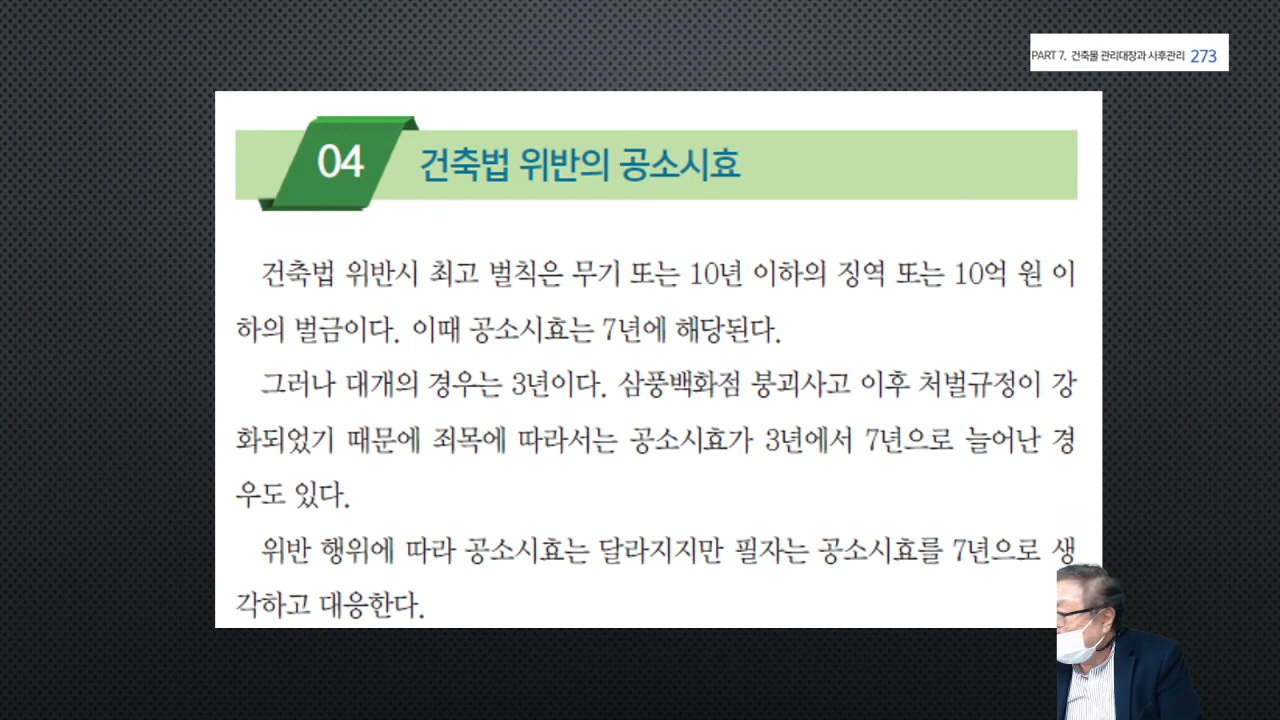 PART 7. 건축물 관리대장과 사후관리 273
04 건축법 위반의 공소시효
건축법 위반시 최고 벌칙은 무기 또는 10년 이하의 징역 또는 10억 원 이
하의 벌금이다. 이때 공소시효는 7년에 해당된다.
그러나 대개의 경우는 3년이다. 삼풍백화점 붕괴사고 이후 처벌규정이 강
화되었기 때문에 죄목에 따라서는 공소시효가 3년에서 7년으로 늘어난 경
우도 있다.
위반 행위에 따라 공소시효는 달라지지만 필자는 공소시효를 7년으로 생
각하고 대응한다.